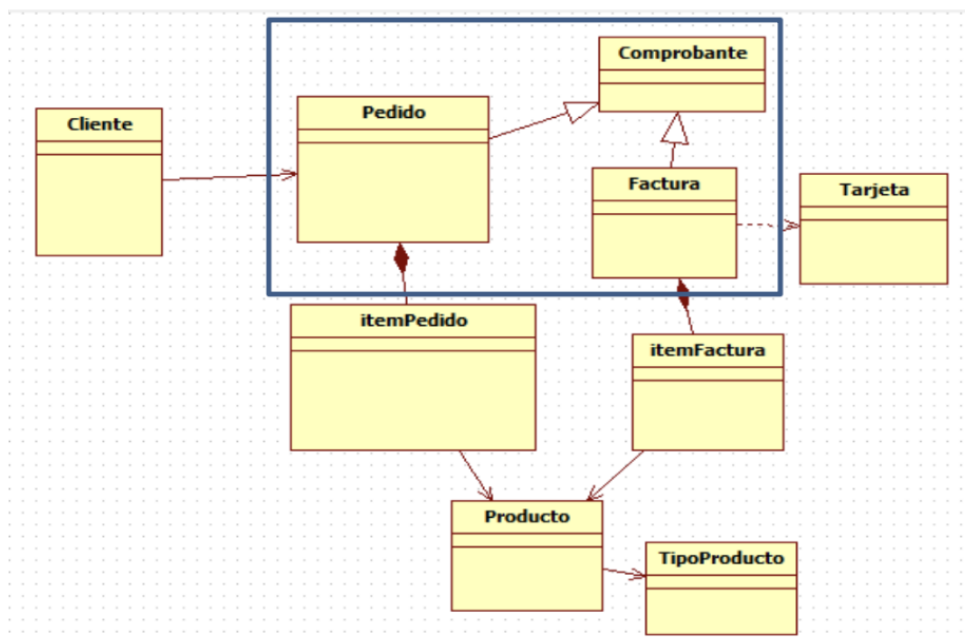 Comprobante
Pedido
Cliente
Factura
Tarjeta
itemPedido
itemFactura
Producto
TipoProducto